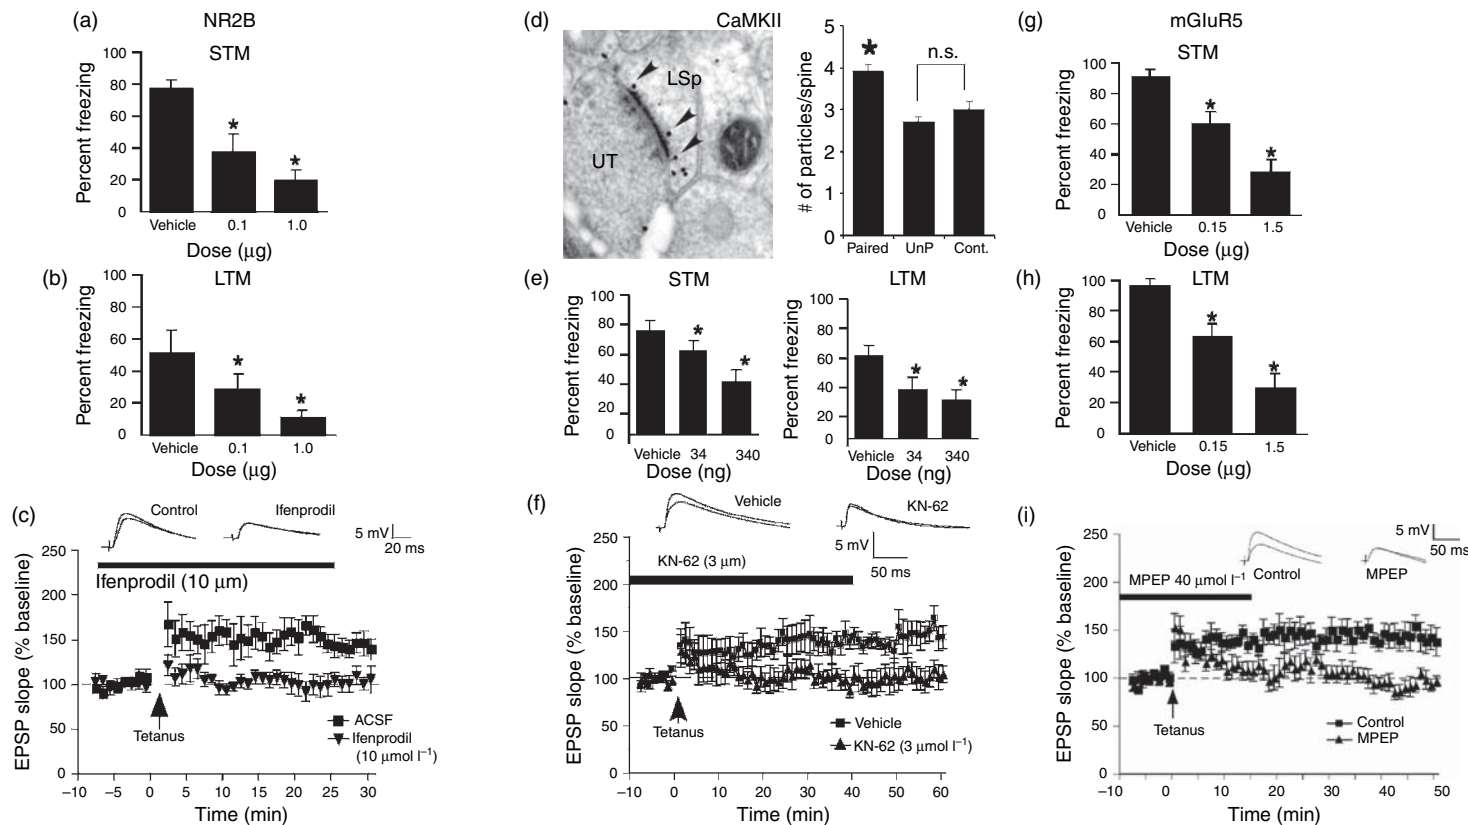 (a) NR2B
STM
Percent freezing
100
80
60
40
20
0
*
*
Vehicle 0.1 1.0
Dose (μg)
(b) LTM
Percent freezing
100
80
60
40
20
0
*
*
Vehicle 0.1 1.0
Dose (μg)
(c) Control Ifenprodil
5 mV
20 ms
EPSP slope (% baseline)
250
200
150
100
50
0
Ifenprodil (10 μm)
Tetanus
ACSF
Ifenprodil
(10 μmol l⁻¹)
−10 −5 0 5 10 15 20 25 30
Time (min)
(d) CaMKII
LSp
UT
# of particles/spine
5
4
3
2
1
0
*
n.s.
Paired UnP Cont.
(e) STM
Percent freezing
100
80
60
40
20
0
*
*
Vehicle 34 340
Dose (ng)
LTM
Percent freezing
100
80
60
40
20
0
*
*
Vehicle 34 340
Dose (ng)
(f) Vehicle KN-62
5 mV
50 ms
EPSP slope (% baseline)
250
200
150
100
50
0
KN-62 (3 μm)
Tetanus
Vehicle
KN-62 (3 μmol l⁻¹)
−10 0 10 20 30 40 50 60
Time (min)
(g) mGluR5
STM
Percent freezing
100
80
60
40
20
0
*
*
Vehicle 0.15 1.5
Dose (μg)
(h) LTM
Percent freezing
100
80
60
40
20
0
*
*
Vehicle 0.15 1.5
Dose (μg)
(i) 5 mV
50 ms
Control MPEP
EPSP slope (% baseline)
250
200
150
100
50
0
MPEP 40 μmol l⁻¹
Tetanus
Control
MPEP
−10 0 10 20 30 40 50
Time (min)